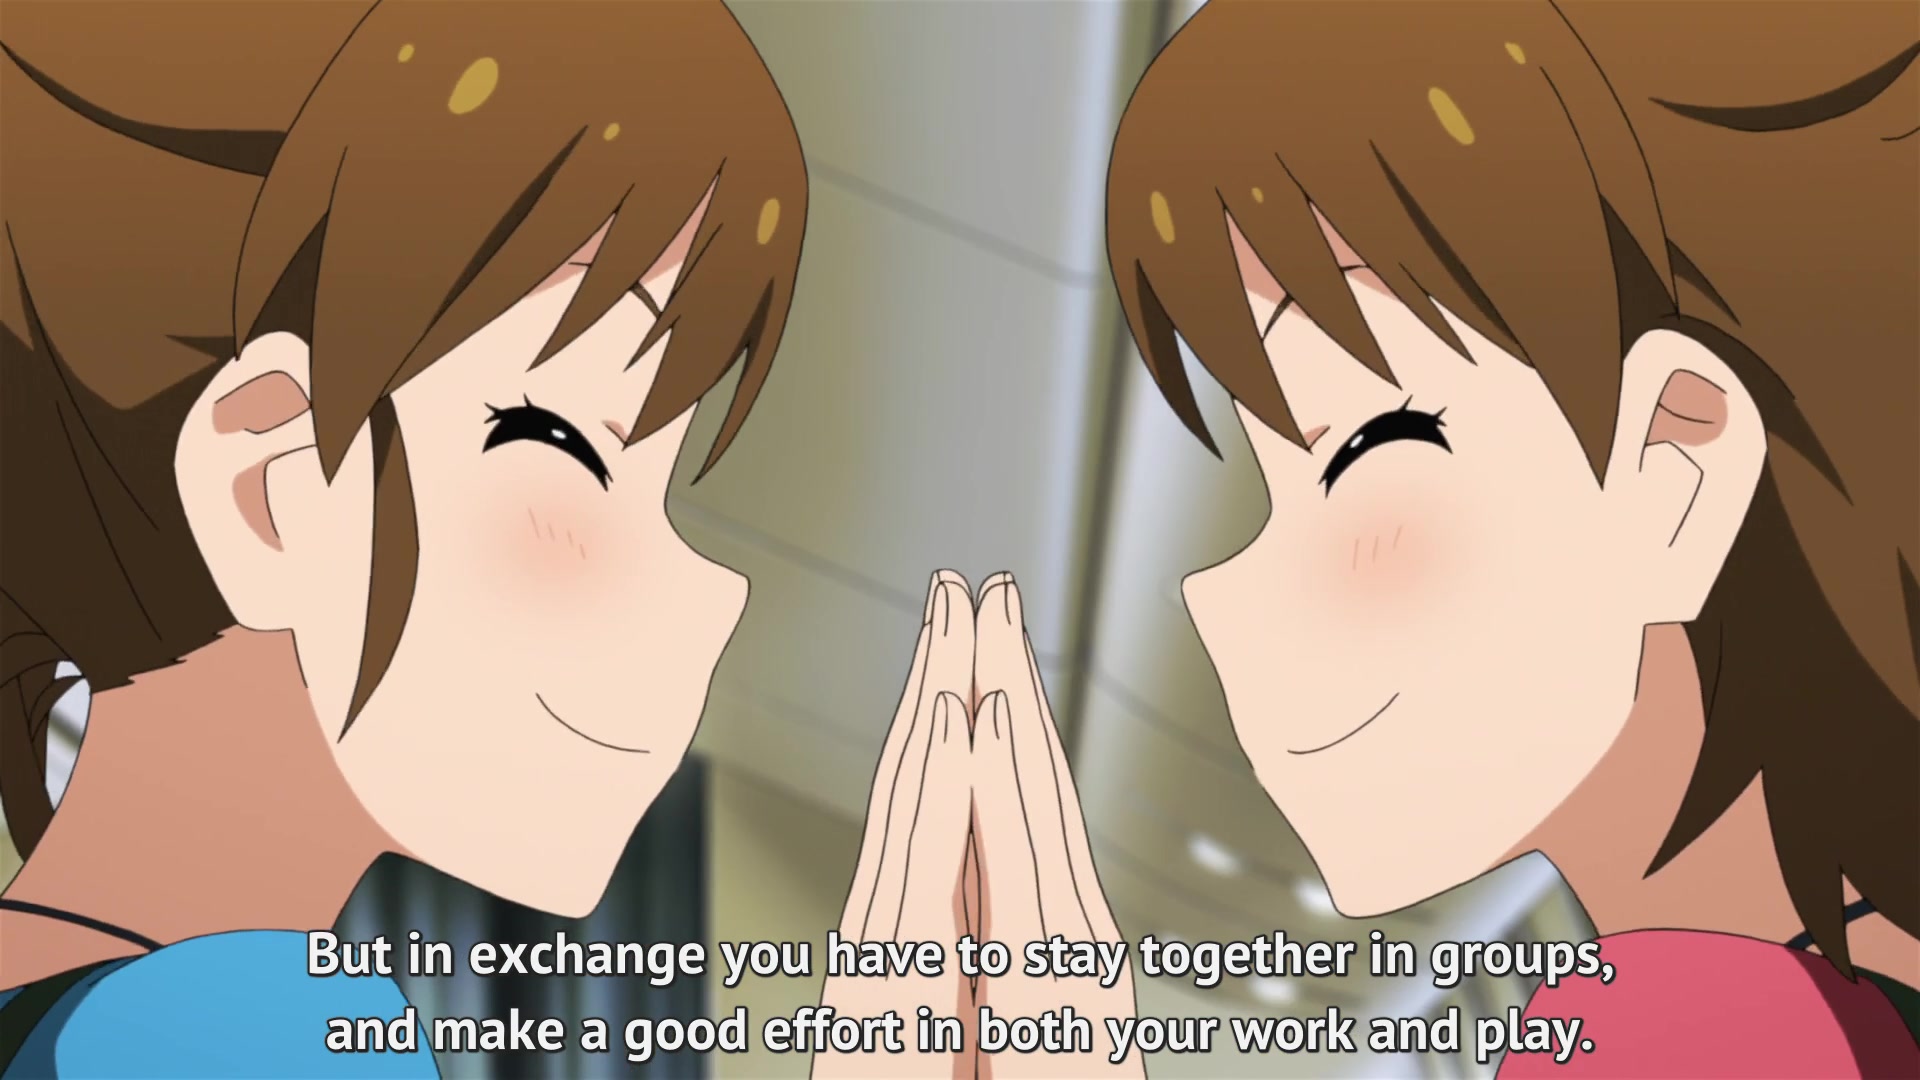 But in exchange you have to stay together in groups,
and make a good effort in both your work and play.